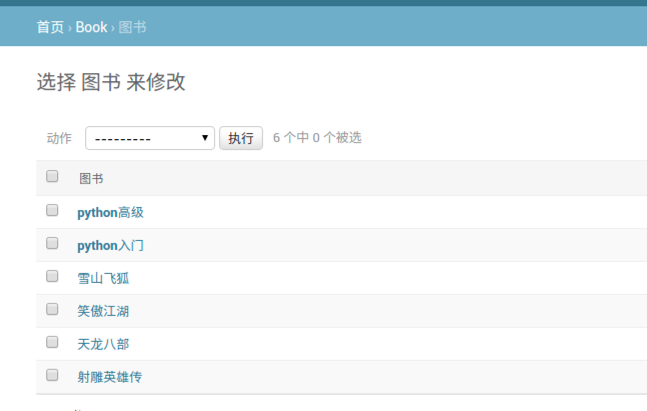 首页 › Book › 图书
选择 图书 来修改
动作 --------- 执行 6 个中 0 个被选
图书
python高级
python入门
雪山飞狐
笑傲江湖
天龙八部
射雕英雄传